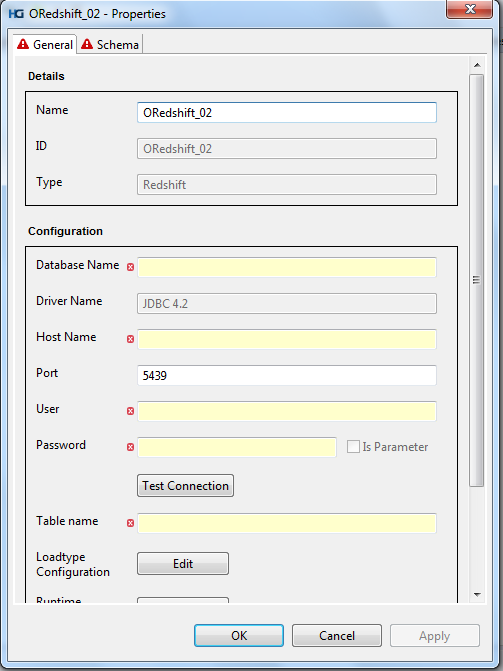 HG ORedshift_02 - Properties
General Schema
Details
Name ORedshift_02
ID ORedshift_02
Type Redshift
Configuration
Database Name
Driver Name JDBC 4.2
Host Name
Port 5439
User
Password Is Parameter
Test Connection
Table name
Loadtype
Configuration Edit
Runtime
OK Cancel Apply